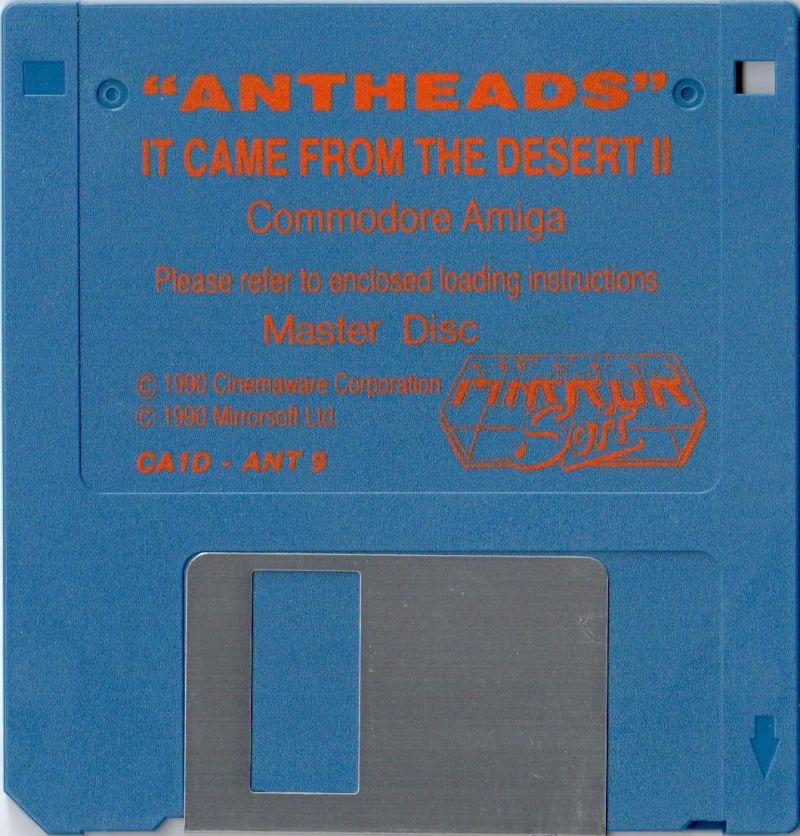 “ANTHEADS”
IT CAME FROM THE DESERT II
Commodore Amiga
Please refer to enclosed loading instructions
Master Disc
© 1990 Cinemaware Corporation
© 1990 Mirrorsoft Ltd.
MIRROR
Soft
CA1D - ANT 9